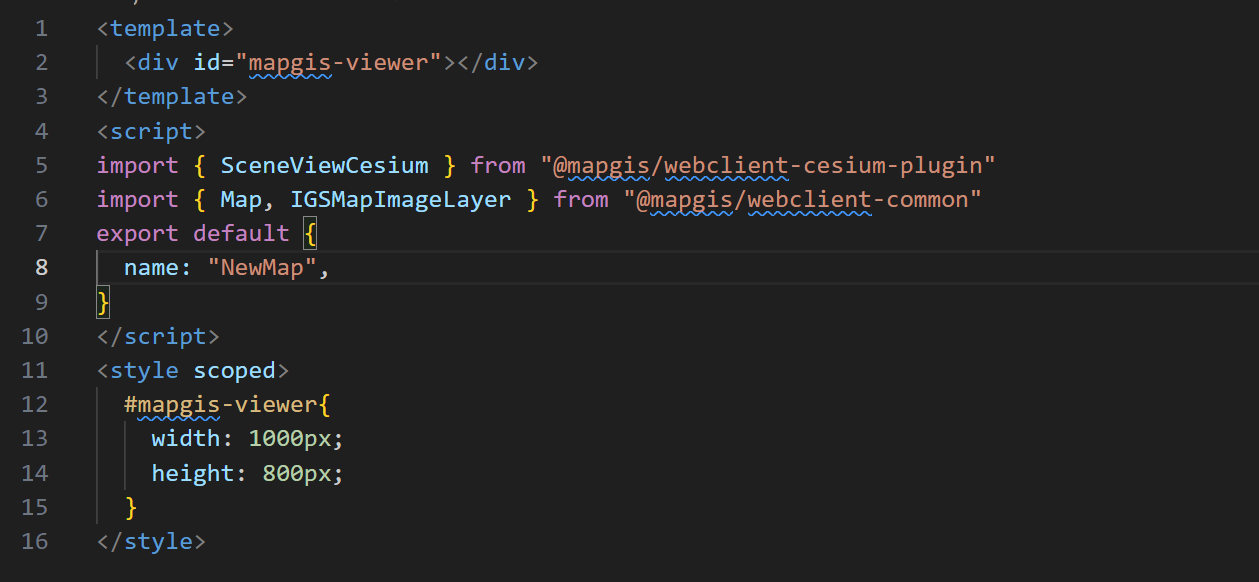 1 <template>
2   <div id="mapgis-viewer"></div>
3 </template>
4 <script>
5 import { SceneViewCesium } from "@mapgis/webclient-cesium-plugin"
6 import { Map, IGSMapImageLayer } from "@mapgis/webclient-common"
7 export default {
8   name: "NewMap",
9 }
10 </script>
11 <style scoped>
12   #mapgis-viewer{
13     width: 1000px;
14     height: 800px;
15   }
16 </style>